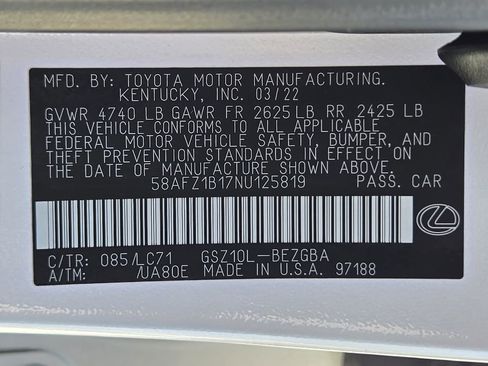 MFD. BY: TOYOTA MOTOR MANUFACTURING.
KENTUCKY, INC. 03/22
GVWR 4740 LB GAWR FR 2625 LB RR 2425 LB
THIS VEHICLE CONFORMS TO ALL APPLICABLE
FEDERAL MOTOR VEHICLE SAFETY, BUMPER, AND
THEFT PREVENTION STANDARDS IN EFFECT ON
THE DATE OF MANUFACTURE SHOWN ABOVE.
58AFZ1B17NU125819 PASS. CAR
C/TR: 085/LC71 GSZ10L-BEZGBA
A/TM: /UA80E MADE IN U.S.A. 97188